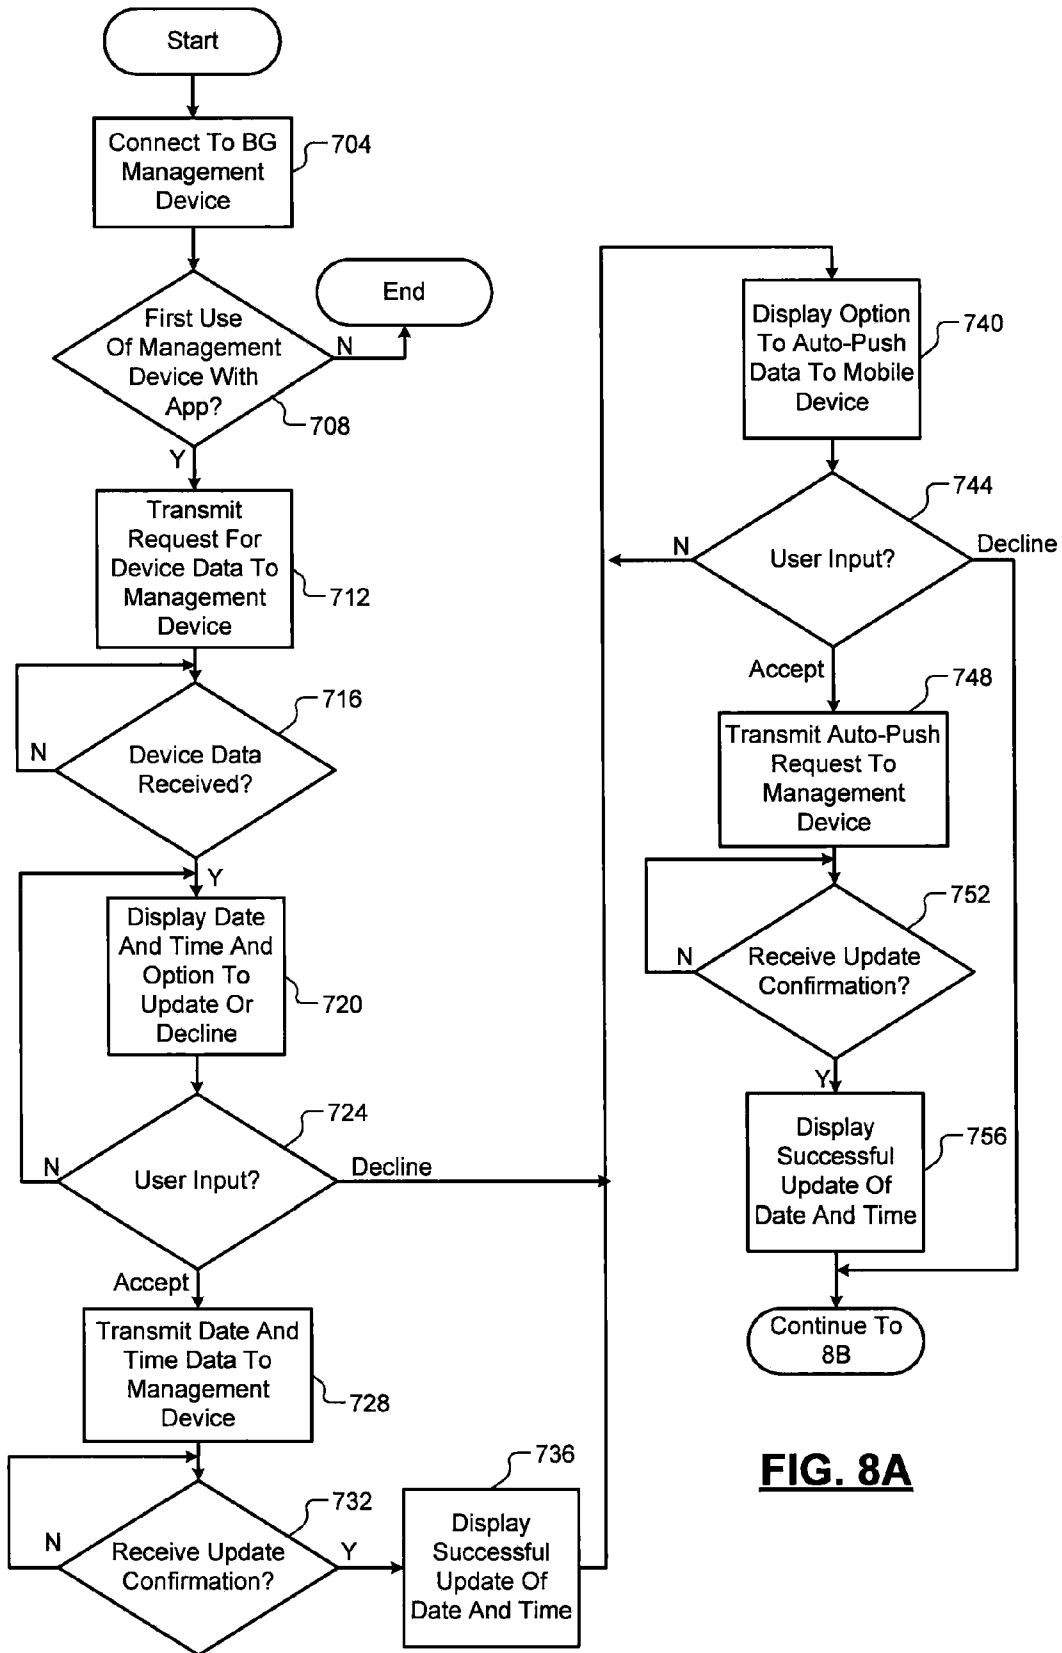 Start
Connect To BG
Management
Device
704
First Use
Of Management
Device With
App?
708
N
End
Y
Transmit
Request For
Device Data To
Management
Device
712
716
N
Device Data
Received?
Y
Display Date
And Time And
Option To
Update Or
Decline
720
724
N
User Input?
Decline
Accept
Transmit Date And
Time Data To
Management
Device
728
732
N
Receive Update
Confirmation?
Y
736
Display
Successful
Update Of
Date And Time
Display Option
To Auto-Push
Data To Mobile
Device
740
744
N
User Input?
Decline
Accept
748
Transmit Auto-Push
Request To
Management
Device
752
N
Receive Update
Confirmation?
Y
Display
Successful
Update Of
Date And Time
756
Continue To
8B
FIG. 8A